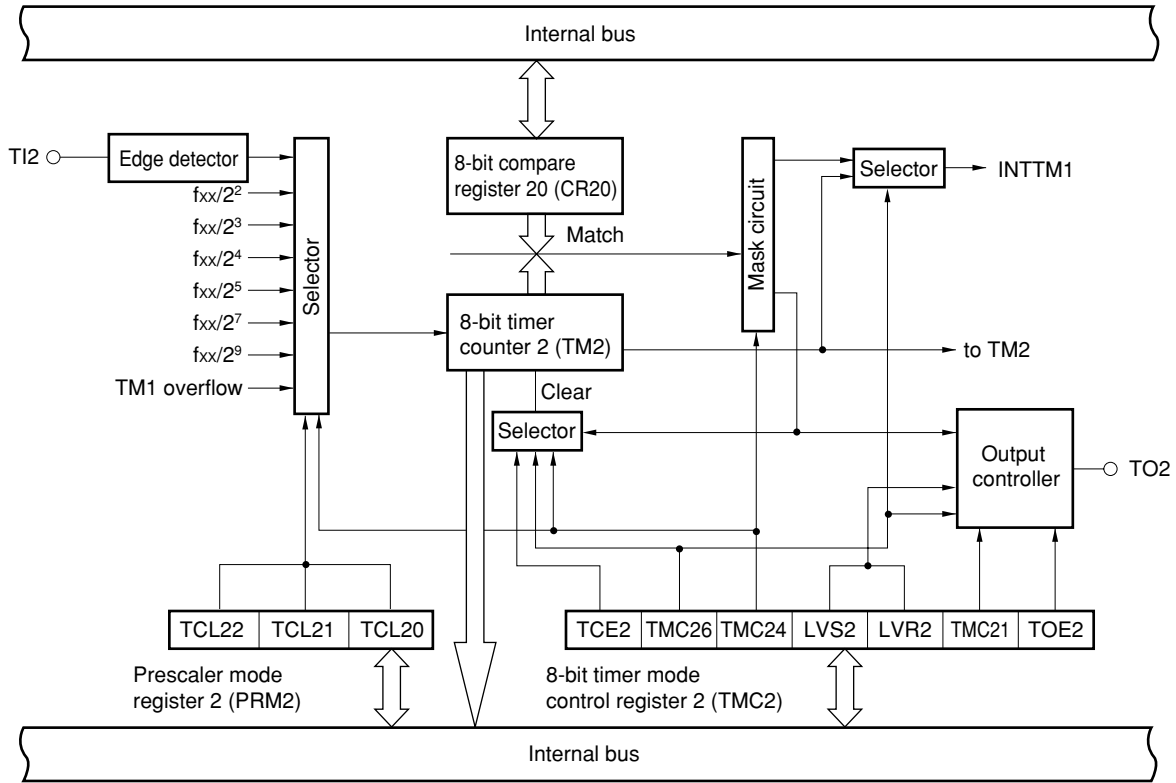 Internal bus
TI2
Edge detector
fxx/2²
fxx/2³
fxx/2⁴
fxx/2⁵
fxx/2⁷
fxx/2⁹
TM1 overflow
Selector
8-bit compare
register 20 (CR20)
Match
8-bit timer
counter 2 (TM2)
Clear
Selector
Mask circuit
Selector
INTTM1
to TM2
Output
controller
TO2
TCL22 TCL21 TCL20
Prescaler mode
register 2 (PRM2)
TCE2 TMC26 TMC24 LVS2 LVR2 TMC21 TOE2
8-bit timer mode
control register 2 (TMC2)
Internal bus